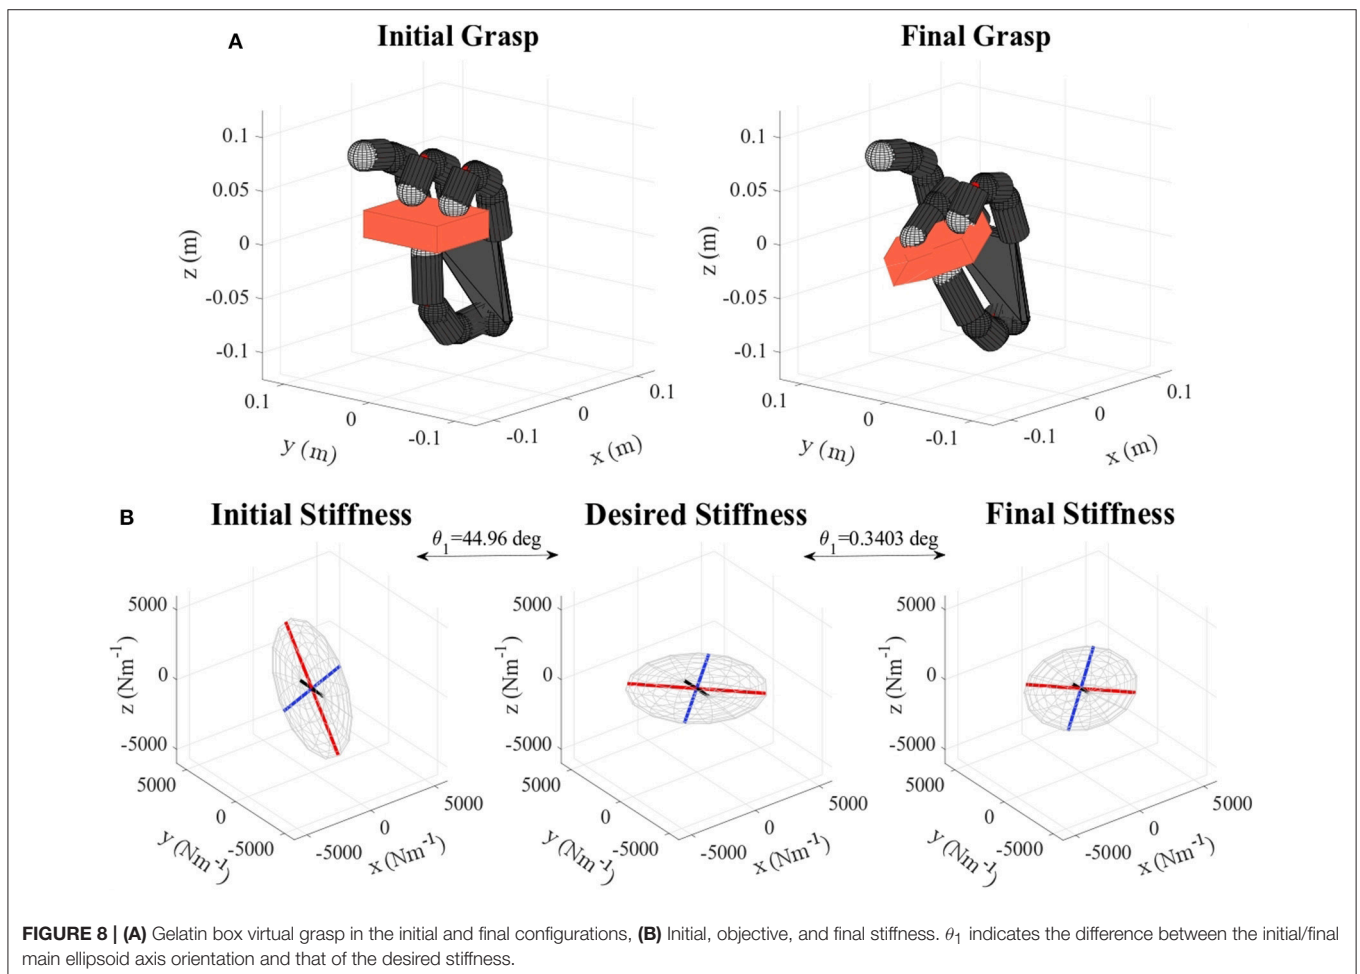 A
Initial Grasp
Final Grasp
0.1
0.05
0
-0.05
-0.1
z (m)
0.1
0
-0.1
y (m)
-0.1
0
0.1
x (m)
0.1
0.05
0
-0.05
-0.1
z (m)
0.1
0
-0.1
y (m)
-0.1
0
0.1
x (m)
B
Initial Stiffness
θ1=44.96 deg
Desired Stiffness
θ1=0.3403 deg
Final Stiffness
5000
0
-5000
z (Nm-1)
5000
0
-5000
y (Nm-1)
-5000
0
5000
x (Nm-1)
5000
0
-5000
z (Nm-1)
5000
0
-5000
y (Nm-1)
-5000
0
5000
x (Nm-1)
5000
0
-5000
z (Nm-1)
5000
0
-5000
y (Nm-1)
-5000
0
5000
x (Nm-1)
FIGURE 8 | (A) Gelatin box virtual grasp in the initial and final configurations, (B) Initial, objective, and final stiffness. θ1 indicates the difference between the initial/final
main ellipsoid axis orientation and that of the desired stiffness.